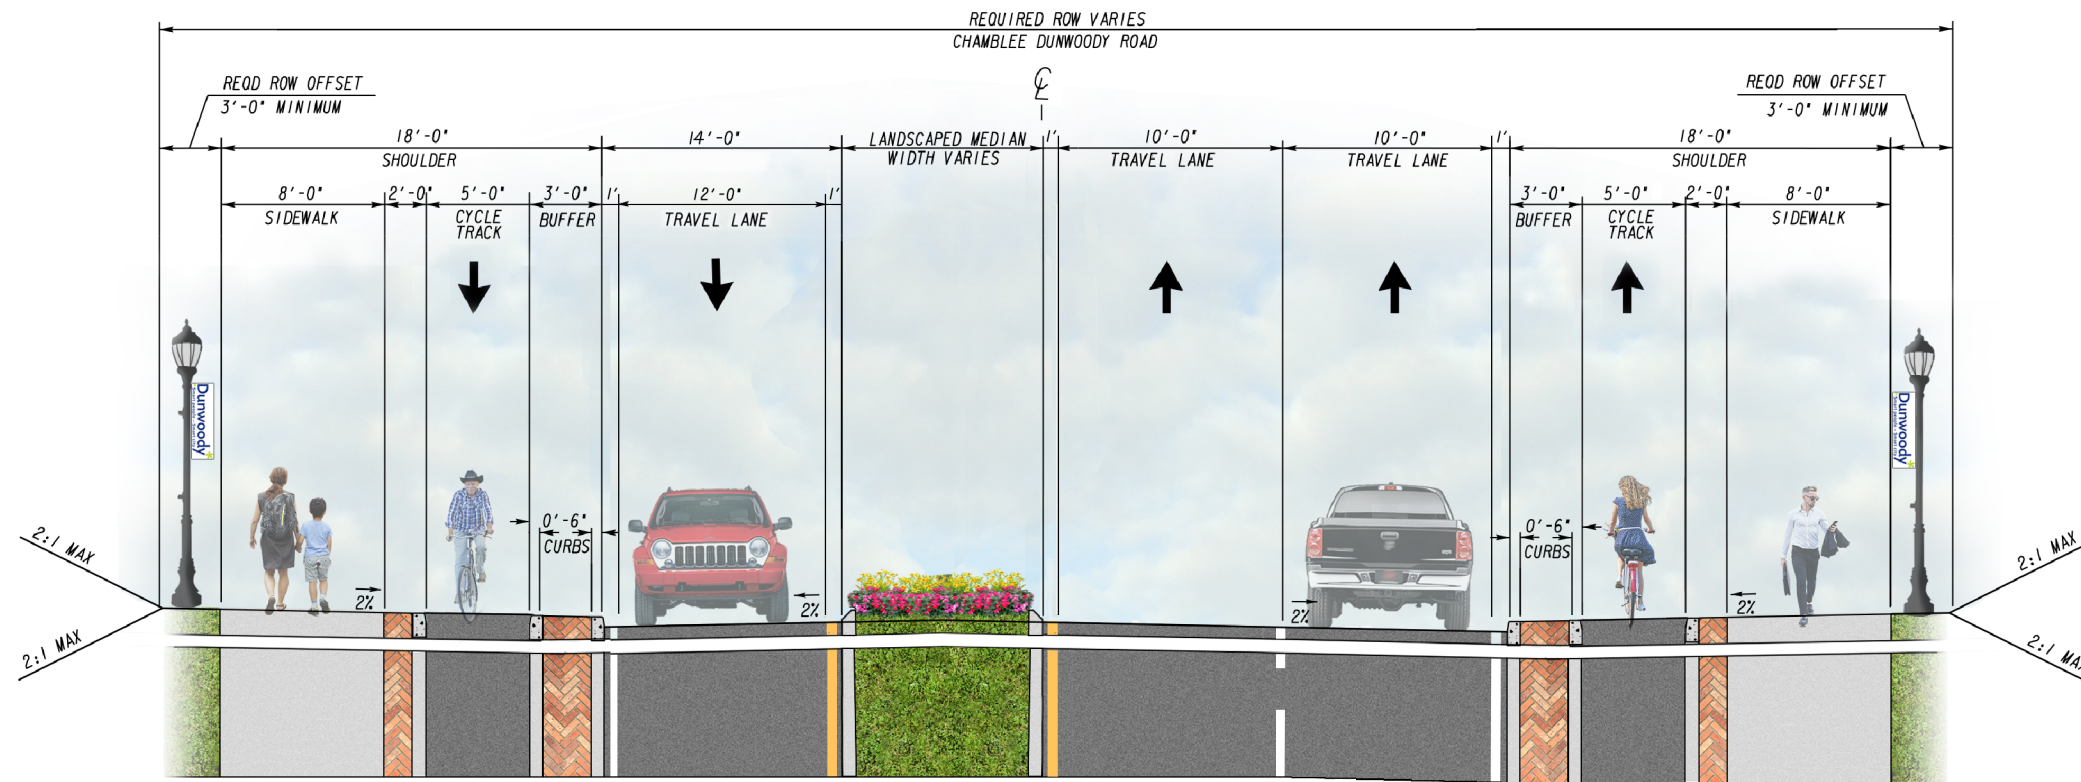 REQUIRED ROW VARIES
CHAMBLEE DUNWOODY ROAD
REQD ROW OFFSET
3'-0" MINIMUM
℄
REQD ROW OFFSET
3'-0" MINIMUM
18'-0"
SHOULDER
14'-0"
LANDSCAPED MEDIAN
WIDTH VARIES
1'
10'-0"
TRAVEL LANE
10'-0"
TRAVEL LANE
1'
18'-0"
SHOULDER
8'-0"
SIDEWALK
2'-0"
5'-0"
CYCLE
TRACK
3'-0"
BUFFER
1'
12'-0"
TRAVEL LANE
1'
3'-0"
BUFFER
5'-0"
CYCLE
TRACK
2'-0"
8'-0"
SIDEWALK
Dunwoody
Dunwoody
0'-6"
CURBS
0'-6"
CURBS
2:1 MAX
2:1 MAX
2%
2%
2%
2%
2:1 MAX
2:1 MAX